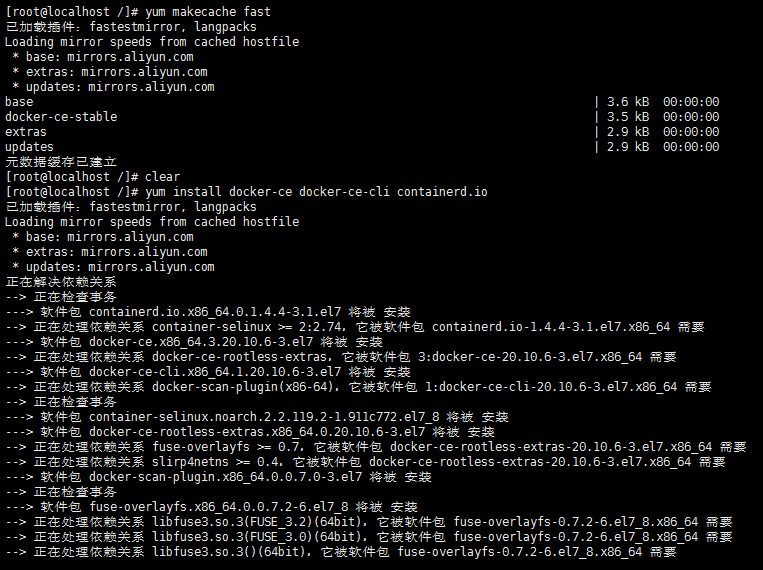 [root@localhost /]# yum makecache fast
已加载插件：fastestmirror, langpacks
Loading mirror speeds from cached hostfile
 * base: mirrors.aliyun.com
 * extras: mirrors.aliyun.com
 * updates: mirrors.aliyun.com
base | 3.6 kB 00:00:00
docker-ce-stable | 3.5 kB 00:00:00
extras | 2.9 kB 00:00:00
updates | 2.9 kB 00:00:00
元数据缓存已建立
[root@localhost /]# clear
[root@localhost /]# yum install docker-ce docker-ce-cli containerd.io
已加载插件：fastestmirror, langpacks
Loading mirror speeds from cached hostfile
 * base: mirrors.aliyun.com
 * extras: mirrors.aliyun.com
 * updates: mirrors.aliyun.com
正在解决依赖关系
--> 正在检查事务
---> 软件包 containerd.io.x86_64.0.1.4.4-3.1.el7 将被 安装
--> 正在处理依赖关系 container-selinux >= 2:2.74，它被软件包 containerd.io-1.4.4-3.1.el7.x86_64 需要
---> 软件包 docker-ce.x86_64.3.20.10.6-3.el7 将被 安装
--> 正在处理依赖关系 docker-ce-rootless-extras，它被软件包 3:docker-ce-20.10.6-3.el7.x86_64 需要
---> 软件包 docker-ce-cli.x86_64.1.20.10.6-3.el7 将被 安装
--> 正在处理依赖关系 docker-scan-plugin(x86-64)，它被软件包 1:docker-ce-cli-20.10.6-3.el7.x86_64 需要
--> 正在检查事务
---> 软件包 container-selinux.noarch.2.2.119.2-1.911c772.el7_8 将被 安装
---> 软件包 docker-ce-rootless-extras.x86_64.0.20.10.6-3.el7 将被 安装
--> 正在处理依赖关系 fuse-overlayfs >= 0.7，它被软件包 docker-ce-rootless-extras-20.10.6-3.el7.x86_64 需要
--> 正在处理依赖关系 slirp4netns >= 0.4，它被软件包 docker-ce-rootless-extras-20.10.6-3.el7.x86_64 需要
---> 软件包 docker-scan-plugin.x86_64.0.0.7.0-3.el7 将被 安装
--> 正在检查事务
---> 软件包 fuse-overlayfs.x86_64.0.0.7.2-6.el7_8 将被 安装
--> 正在处理依赖关系 libfuse3.so.3(FUSE_3.2)(64bit)，它被软件包 fuse-overlayfs-0.7.2-6.el7_8.x86_64 需要
--> 正在处理依赖关系 libfuse3.so.3(FUSE_3.0)(64bit)，它被软件包 fuse-overlayfs-0.7.2-6.el7_8.x86_64 需要
--> 正在处理依赖关系 libfuse3.so.3()(64bit)，它被软件包 fuse-overlayfs-0.7.2-6.el7_8.x86_64 需要